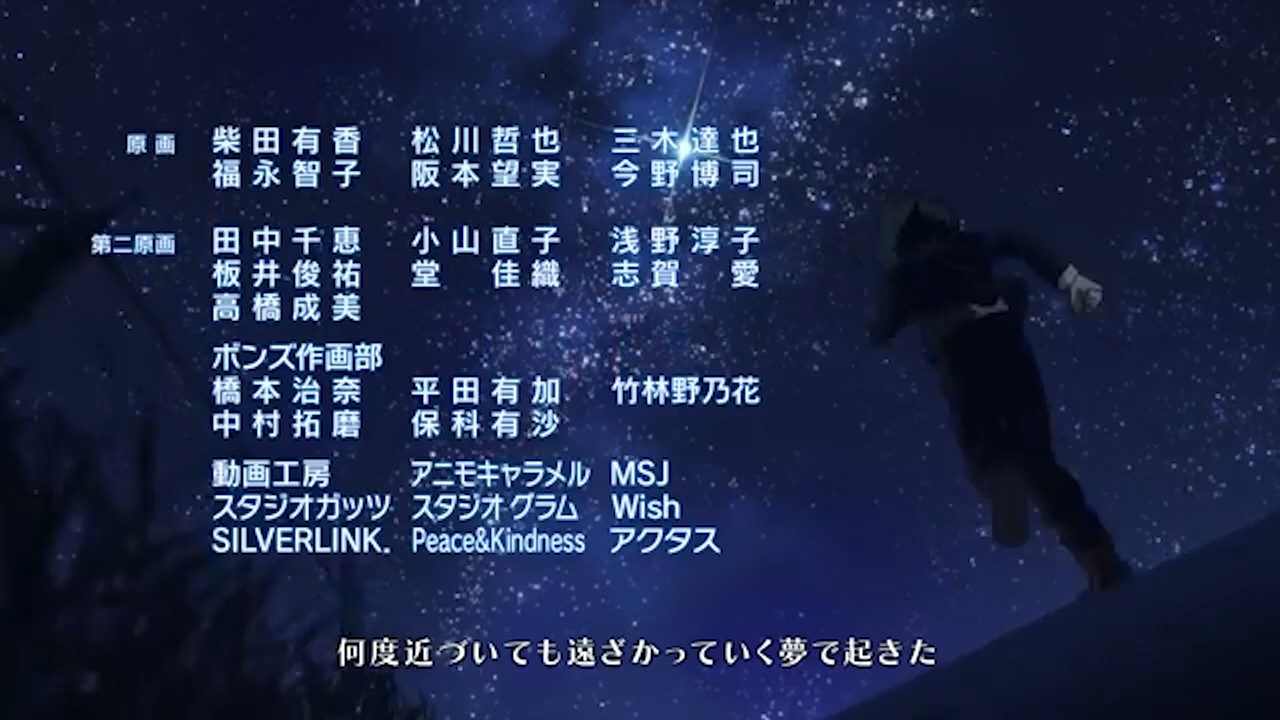 原画 柴田有香 松川哲也 三木達也
福永智子 阪本望実 今野博司
第二原画 田中千恵 小山直子 浅野淳子
板井俊祐 堂 佳織 志賀 愛
高橋成美
ボンズ作画部
橋本治奈 平田有加 竹林野乃花
中村拓磨 保科有沙
動画工房 アニモキャラメル MSJ
スタジオガッツ スタジオグラム Wish
SILVERLINK. Peace&Kindness アクタス
何度近づいても遠ざかっていく夢で起きた